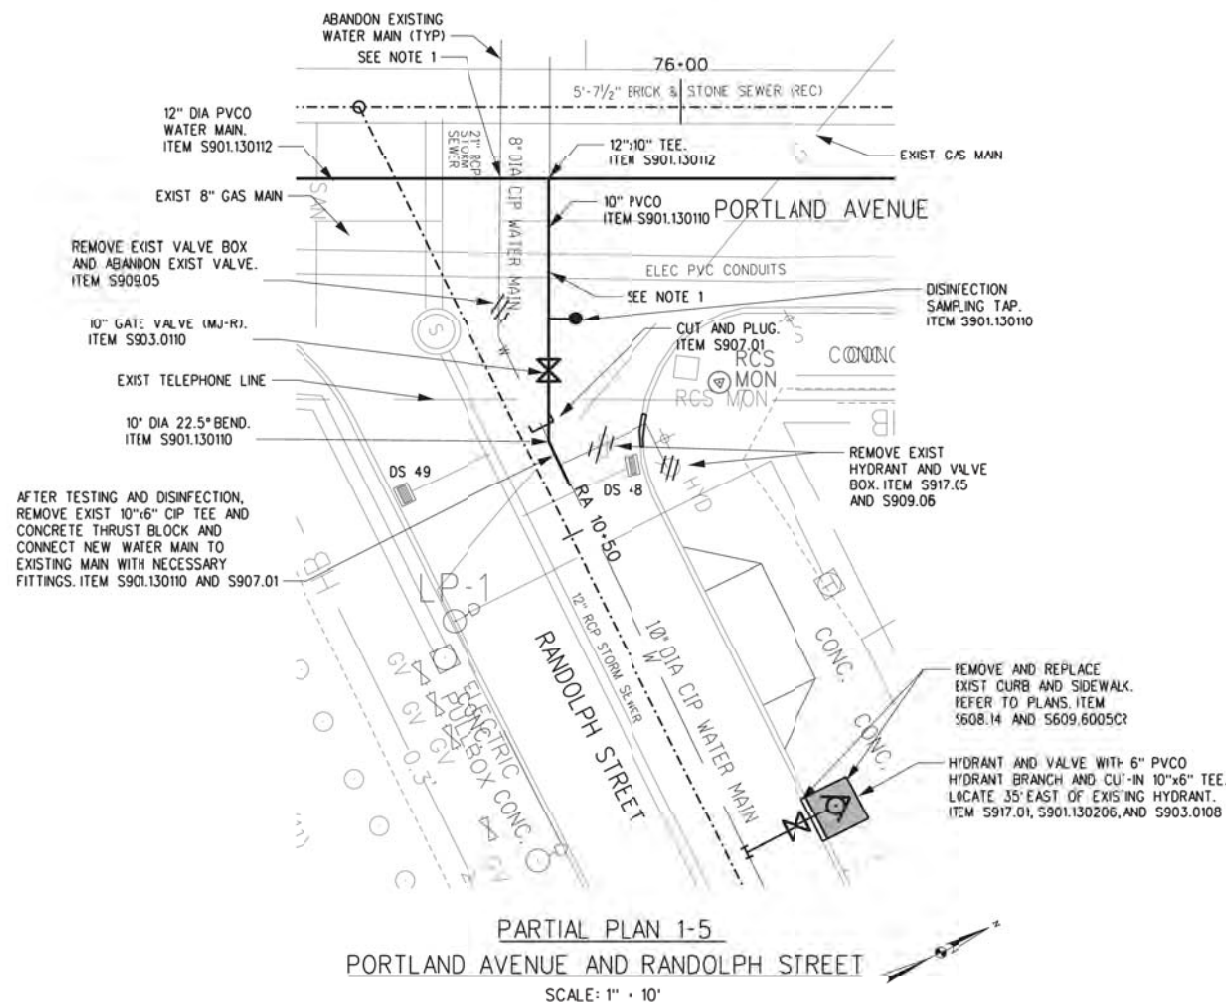 ABANDON EXISTING
WATER MAIN (TYP)
SEE NOTE 1
76+00
5'-7½" BRICK & STONE SEWER (REC)
12" DIA PVCO
WATER MAIN.
ITEM S901.130112
21" RCP
STORM
SEWER
8" DIA CIP WATER MAIN
12"x10" TEE.
ITEM S901.130112
EXIST GAS MAIN
SAN
EXIST 8" GAS MAIN
10" PVCO
ITEM S901.130110
PORTLAND AVENUE
REMOVE EXIST VALVE BOX
AND ABANDON EXIST VALVE.
ITEM S909.05
ELEC PVC CONDUITS
SEE NOTE 1
DISINFECTION
SAMPLING TAP.
ITEM S901.130110
10" GATE VALVE (MJ-R).
ITEM S903.0110
S
W
CUT AND PLUG.
ITEM S907.01
RCS
MON
RCS MON
CONC
EXIST TELEPHONE LINE
10" DIA 22.5° BEND.
ITEM S901.130110
REMOVE EXIST
HYDRANT AND VALVE
BOX. ITEM S917.05
AND S909.06
DS 49
DS 48
HYD
RA 10+50
AFTER TESTING AND DISINFECTION,
REMOVE EXIST 10"x6" CIP TEE AND
CONCRETE THRUST BLOCK AND
CONNECT NEW WATER MAIN TO
EXISTING MAIN WITH NECESSARY
FITTINGS. ITEM S901.130110 AND S907.01
BH
LP-1
12" RCP STORM SEWER
10" DIA CIP WATER MAIN
W
RANDOLPH STREET
CONC.
GV
GV
GV
GV
ELECTRIC
PULLBOX CONC.
CONC.
0.3'
CONC.
REMOVE AND REPLACE
EXIST CURB AND SIDEWALK.
REFER TO PLANS. ITEM
S608.14 AND S609.6005CR
HYDRANT AND VALVE WITH 6" PVCO
HYDRANT BRANCH AND CUT-IN 10"x6" TEE.
LOCATE 35' EAST OF EXISTING HYDRANT.
ITEM S917.01, S901.130206, AND S903.0108
PARTIAL PLAN 1-5
PORTLAND AVENUE AND RANDOLPH STREET
SCALE: 1" = 10'
N